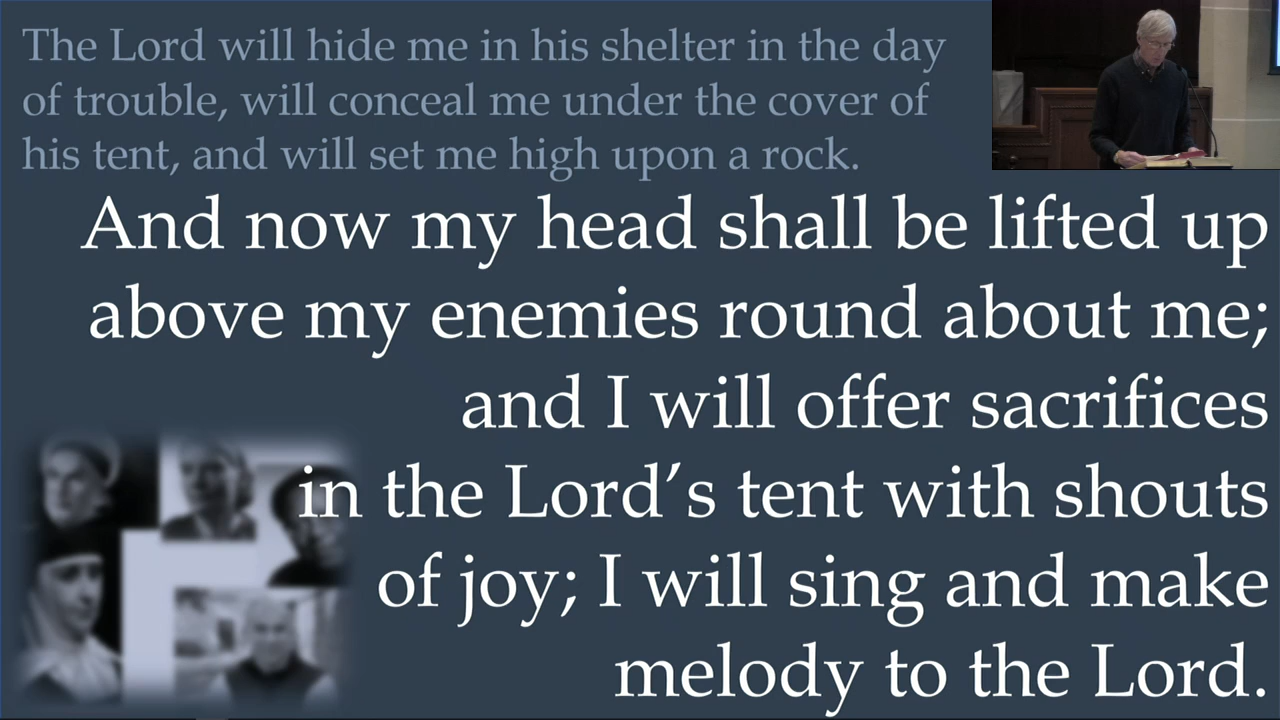 The Lord will hide me in his shelter in the day
of trouble, will conceal me under the cover of
his tent, and will set me high upon a rock.
And now my head shall be lifted up
above my enemies round about me;
and I will offer sacrifices
in the Lord’s tent with shouts
of joy; I will sing and make
melody to the Lord.